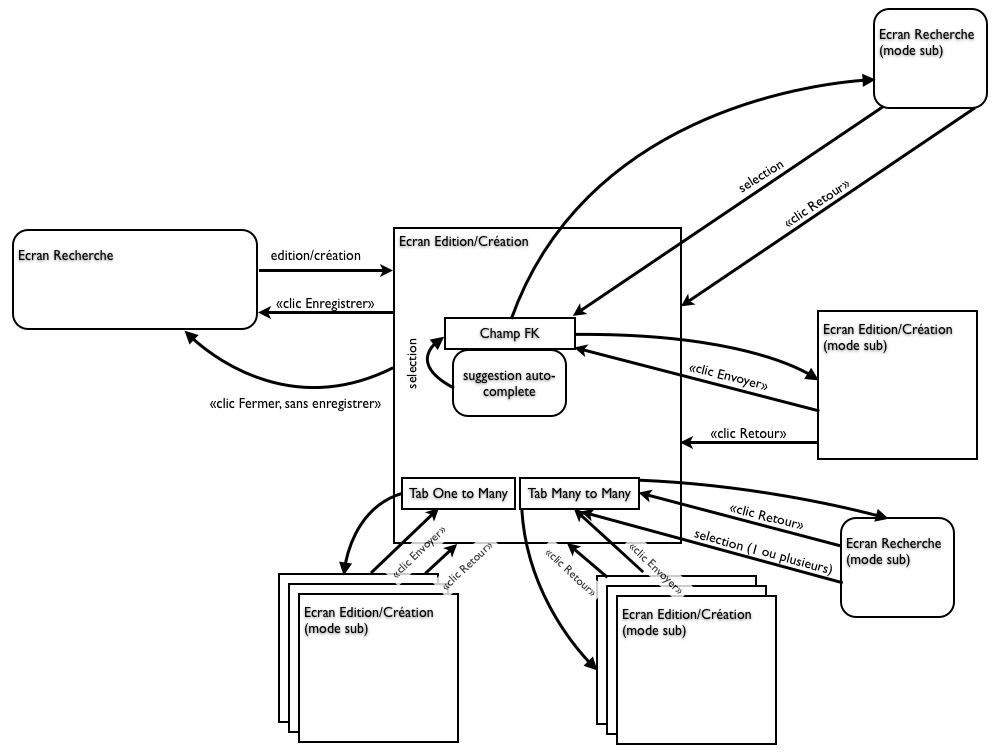 Ecran Recherche
(mode sub)
selection
«clic Retour»
Ecran Recherche
edition/création
«clic Enregistrer»
«clic Fermer, sans enregistrer»
Ecran Edition/Création
Champ FK
suggestion auto-
complete
selection
Ecran Edition/Création
(mode sub)
«clic Envoyer»
«clic Retour»
Tab One to Many
Tab Many to Many
«clic Retour»
selection (1 ou plusieurs)
Ecran Recherche
(mode sub)
«clic Envoyer»
«clic Retour»
«clic Retour»
«clic Envoyer»
Ecran Edition/Création
(mode sub)
Ecran Edition/Création
(mode sub)